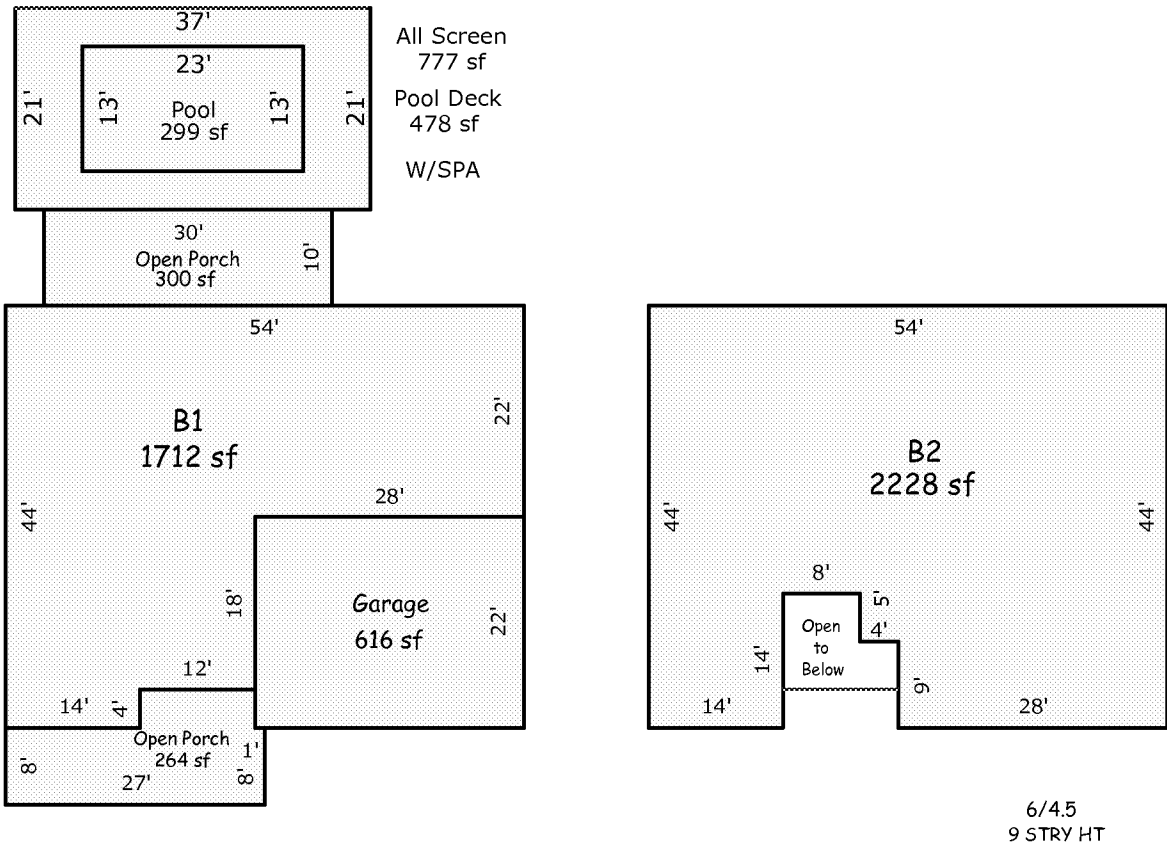 37'
All Screen
777 sf
23'
21'
13'
13'
21'
Pool
299 sf
Pool Deck
478 sf
W/SPA
30'
Open Porch
300 sf
10'
54'
22'
B1
1712 sf
44'
28'
18'
Garage
616 sf
22'
12'
14'
4'
Open Porch
264 sf
1'
8'
27'
8'
54'
B2
2228 sf
44'
44'
8'
5'
4'
Open
to
Below
14'
9'
14'
28'
6/4.5
9 STRY HT